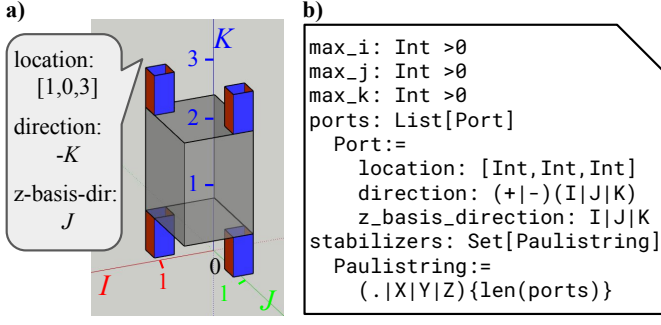 a)
location:
[1,0,3]
direction:
-K
z-basis-dir:
J
K
3
2
1
0
I
1
1
J
b)
max_i: Int >0
max_j: Int >0
max_k: Int >0
ports: List[Port]
Port:=
location: [Int,Int,Int]
direction: (+|-)(I|J|K)
z_basis_direction: I|J|K
stabilizers: Set[Paulistring]
Paulistring:=
(.|X|Y|Z){len(ports)}